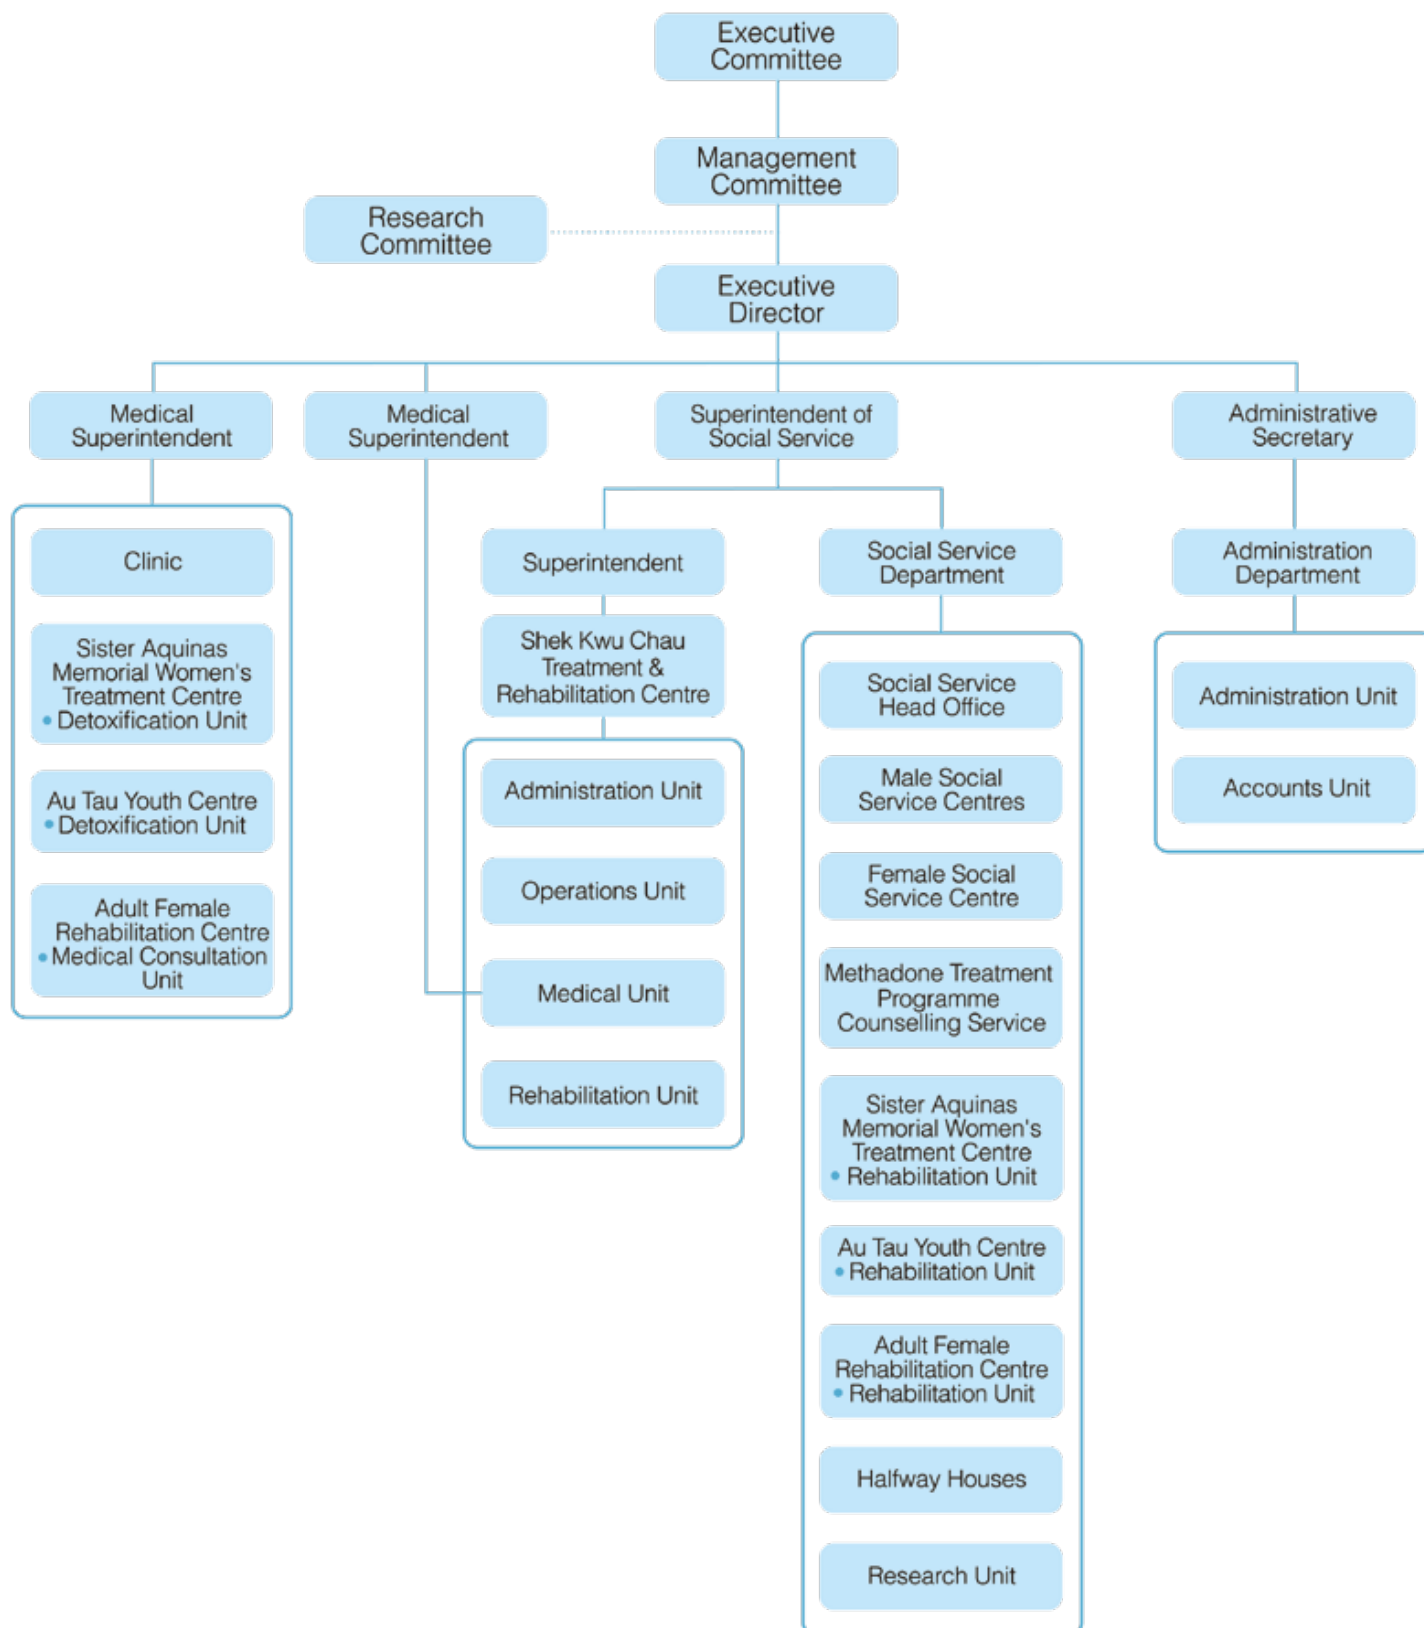 Executive
Committee
Management
Committee
Research
Committee
Executive
Director
Medical
Superintendent
Medical
Superintendent
Superintendent of
Social Service
Administrative
Secretary
Clinic
Sister Aquinas
Memorial Women's
Treatment Centre
• Detoxification Unit
Au Tau Youth Centre
• Detoxification Unit
Adult Female
Rehabilitation Centre
• Medical Consultation
Unit
Superintendent
Shek Kwu Chau
Treatment &
Rehabilitation Centre
Administration Unit
Operations Unit
Medical Unit
Rehabilitation Unit
Social Service
Department
Social Service
Head Office
Male Social
Service Centres
Female Social
Service Centre
Methadone Treatment
Programme
Counselling Service
Sister Aquinas
Memorial Women's
Treatment Centre
• Rehabilitation Unit
Au Tau Youth Centre
• Rehabilitation Unit
Adult Female
Rehabilitation Centre
• Rehabilitation Unit
Halfway Houses
Research Unit
Administration
Department
Administration Unit
Accounts Unit